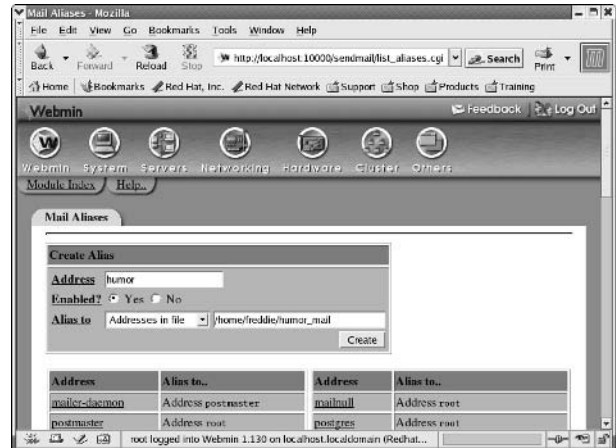 Mail Aliases - Mozilla
File Edit View Go Bookmarks Tools Window Help
Back Forward Reload Stop http://localhost:10000/sendmail/list_aliases.cgi Search Print
Home Bookmarks Red Hat, Inc. Red Hat Network Support Shop Products Training
Webmin Feedback Log Out
Webmin System Servers Networking Hardware Cluster Others
Module Index Help..
Mail Aliases
Create Alias
Address humor
Enabled? Yes No
Alias to Addresses in file /home/freddie/humor_mail
Create
Address Alias to.. Address Alias to..
mailer-daemon Address postmaster mailnull Address root
postmaster Address root postgres Address root
root logged into Webmin 1.130 on localhost.localdomain (Redhat...